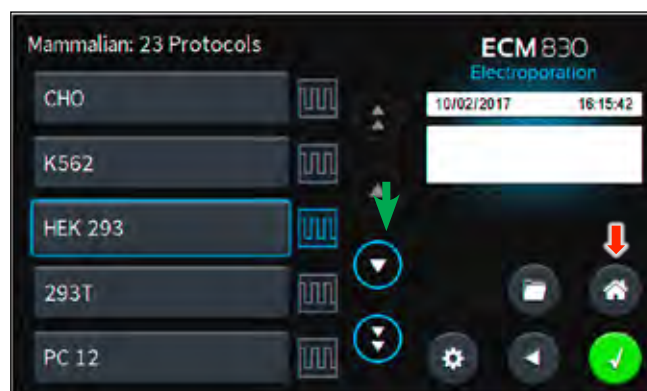 Mammalian: 23 Protocols
CHO
K562
HEK 293
293T
PC 12
ECM 830
Electroporation
10/02/2017 16:15:42